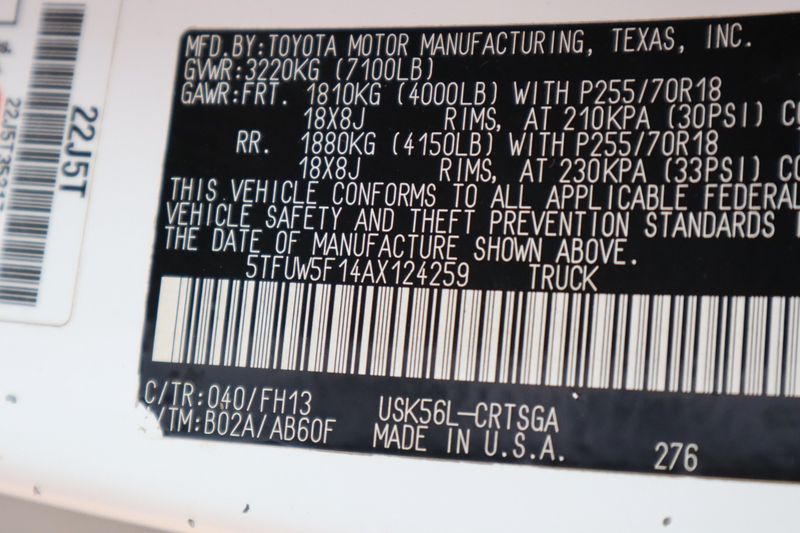 MFD.BY:TOYOTA MOTOR MANUFACTURING, TEXAS, INC.
GVWR:3220KG (7100LB)
GAWR:FRT. 1810KG (4000LB) WITH P255/70R18
18X8J RIMS, AT 210KPA (30PSI)
RR. 1880KG (4150LB) WITH P255/70R18
18X8J RIMS, AT 230KPA (33PSI)
THIS VEHICLE CONFORMS TO ALL APPLICABLE FEDERAL
VEHICLE SAFETY AND THEFT PREVENTION STANDARDS
THE DATE OF MANUFACTURE SHOWN ABOVE.
5TFUW5F14AX124259 TRUCK
C/TR:040/FH13 USK56L-CRTSGA
/TM:B02A/AB60F MADE IN U.S.A. 276
22J5T